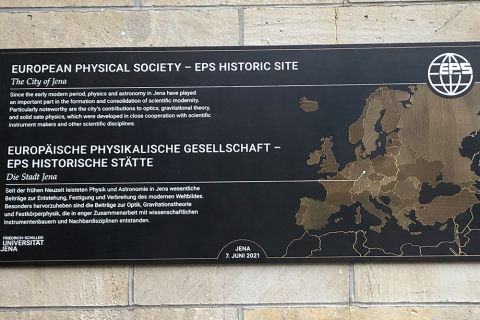 EUROPEAN PHYSICAL SOCIETY – EPS HISTORIC SITE
The City of Jena
Since the early modern period, physics and astronomy in Jena have played
an important part in the formation and consolidation of scientific modernity.
Particularly noteworthy are the city's contributions to optics, gravitational theory,
and solid sate physics, which were developed in close cooperation with scientific
instrument makers and other scientific disciplines.
EUROPÄISCHE PHYSIKALISCHE GESELLSCHAFT –
EPS HISTORISCHE STÄTTE
Die Stadt Jena
Seit der frühen Neuzeit leisteten Physik und Astronomie in Jena wesentliche
Beiträge zur Entstehung, Festigung und Verbreitung des modernen Weltbildes.
Besonders hervorzuheben sind die Beiträge zur Optik, Gravitationstheorie
und Festkörperphysik, die in enger Zusammenarbeit mit wissenschaftlichen
Instrumentenbauern und Nachbardisziplinen entstanden.
FRIEDRICH-SCHILLER-
UNIVERSITÄT
JENA
JENA
7. JUNI 2021
EPS